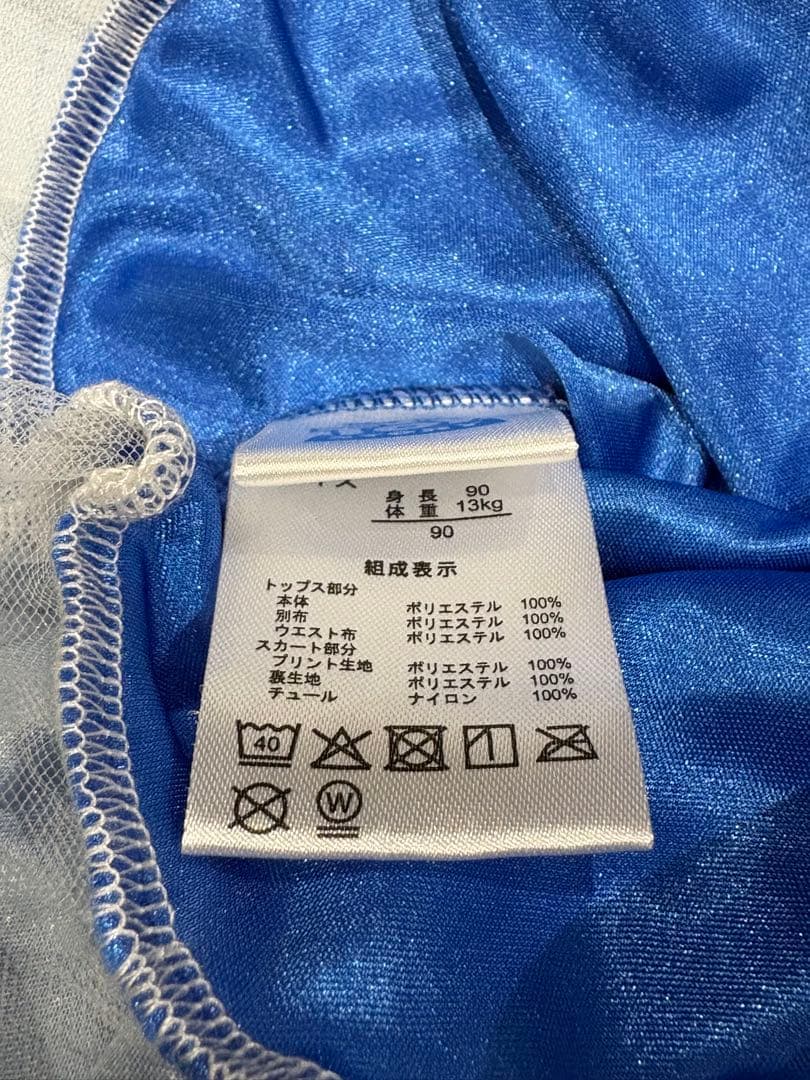 イズ
身長 90
体重 13kg
90
組成表示
トップス部分
本体 ポリエステル 100%
別布 ポリエステル 100%
ウエスト布 ポリエステル 100%
スカート部分
プリント生地 ポリエステル 100%
裏生地 ポリエステル 100%
チュール ナイロン 100%
40
W